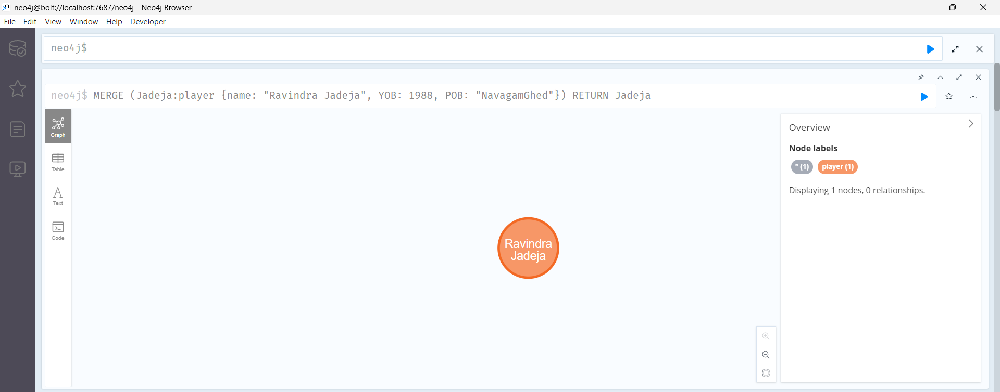 neo4j@bolt://localhost:7687/neo4j - Neo4j Browser
File Edit View Window Help Developer
neo4j$
neo4j$ MERGE (Jadeja:player {name: "Ravindra Jadeja", YOB: 1988, POB: "NavagamGhed"}) RETURN Jadeja
Graph
Table
Text
Code
Ravindra
Jadeja
Overview
Node labels
* (1) player (1)
Displaying 1 nodes, 0 relationships.